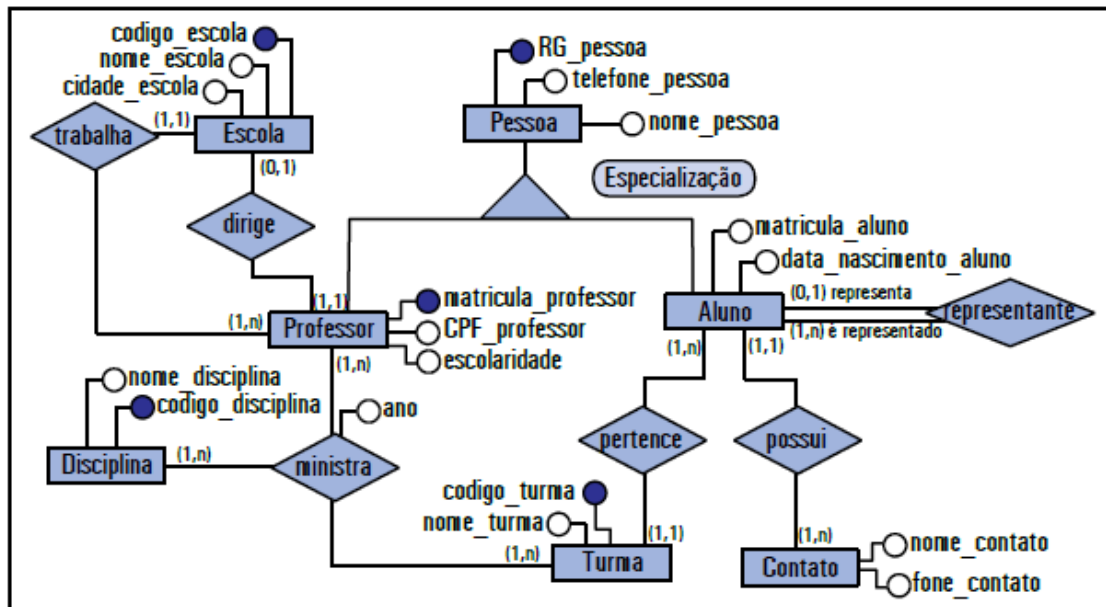 codigo_escola
nome_escola
cidade_escola
trabalha
(1,1)
Escola
(0,1)
dirige
RG_pessoa
telefone_pessoa
Pessoa
nome_pessoa
Especialização
matricula_aluno
data_nascimento_aluno
(0,1) representa
Aluno
representante
(1,n) é representado
(1,1)
(1,n)
Professor
matricula_professor
CPF_professor
escolaridade
(1,n)
(1,n)
(1,1)
nome_disciplina
codigo_disciplina
ano
Disciplina
(1,n)
ministra
pertence
possui
codigo_turma
nome_turma
(1,n)
Turma
(1,1)
(1,n)
Contato
nome_contato
fone_contato